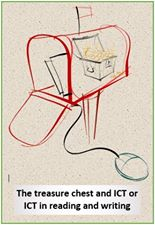 The treasure chest and ICT or
ICT in reading and writing